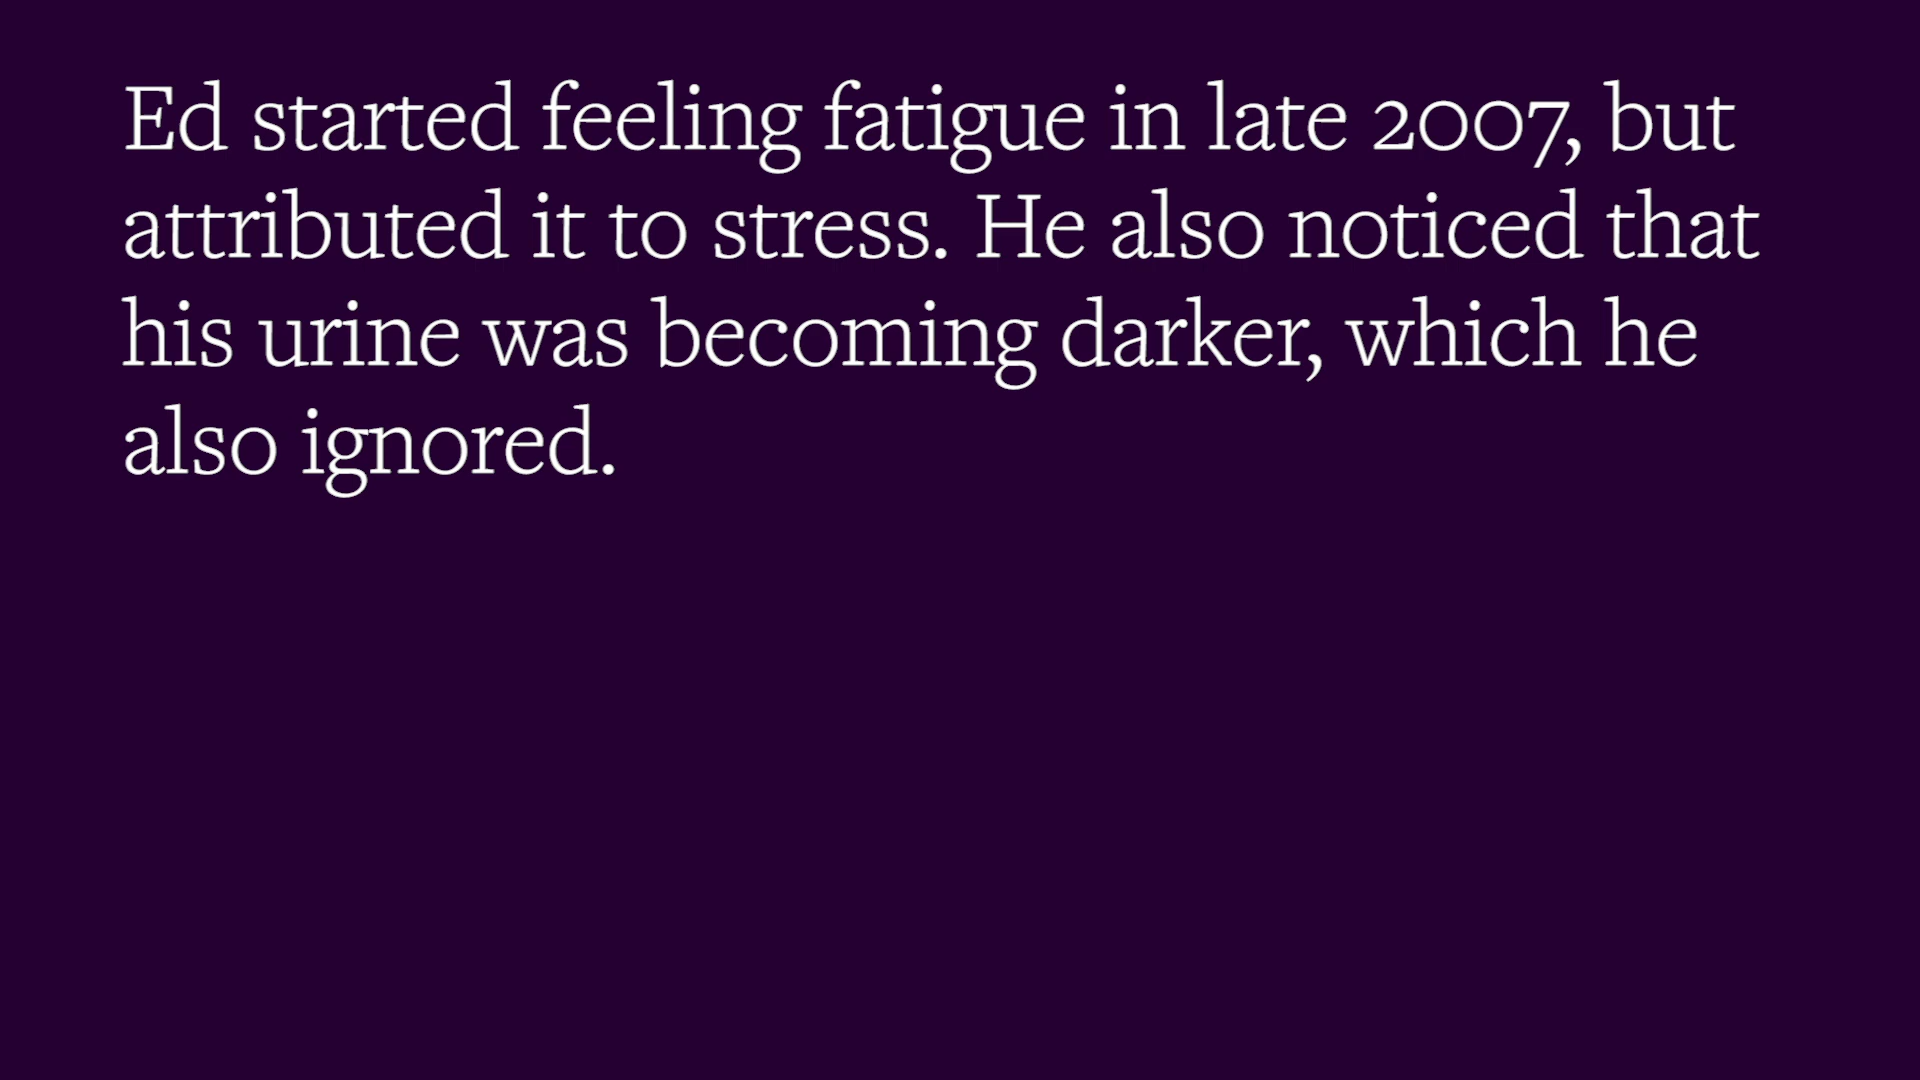 Ed started feeling fatigue in late 2007, but
attributed it to stress. He also noticed that
his urine was becoming darker, which he
also ignored.